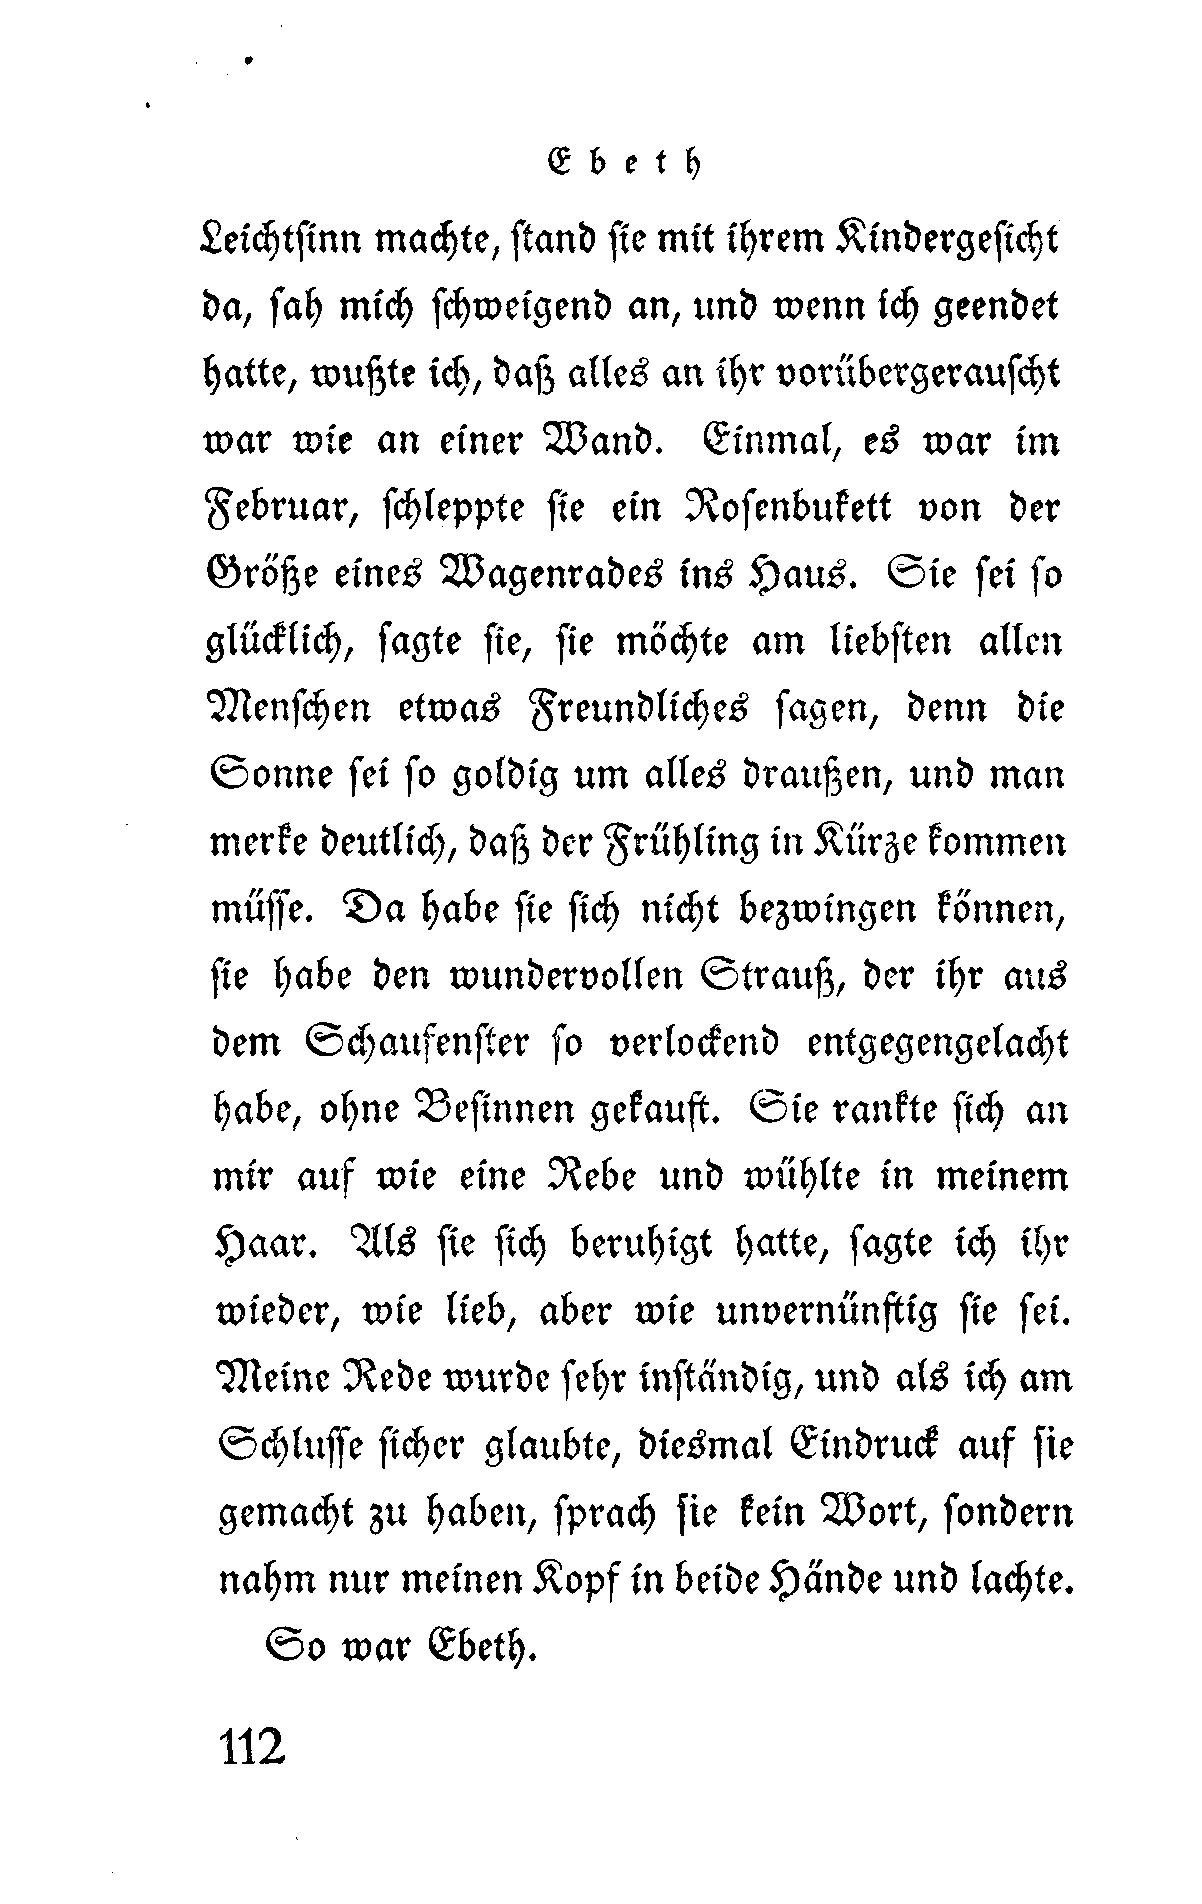 Ebeth
Leichtsinn machte, stand sie mit ihrem Kindergesicht
da, sah mich schweigend an, und wenn ich geendet
hatte, wußte ich, daß alles an ihr vorübergerauscht
war wie an einer Wand. Einmal, es war im
Februar, schleppte sie ein Rosenbukett von der
Größe eines Wagenrades ins Haus. Sie sei so
glücklich, sagte sie, sie möchte am liebsten allen
Menschen etwas Freundliches sagen, denn die
Sonne sei so goldig um alles draußen, und man
merke deutlich, daß der Frühling in Kürze kommen
müsse. Da habe sie sich nicht bezwingen können,
sie habe den wundervollen Strauß, der ihr aus
dem Schaufenster so verlockend entgegengelacht
habe, ohne Besinnen gekauft. Sie rankte sich an
mir auf wie eine Rebe und wühlte in meinem
Haar. Als sie sich beruhigt hatte, sagte ich ihr
wieder, wie lieb, aber wie unvernünftig sie sei.
Meine Rede wurde sehr inständig, und als ich am
Schlusse sicher glaubte, diesmal Eindruck auf sie
gemacht zu haben, sprach sie kein Wort, sondern
nahm nur meinen Kopf in beide Hände und lachte.
So war Ebeth.
112